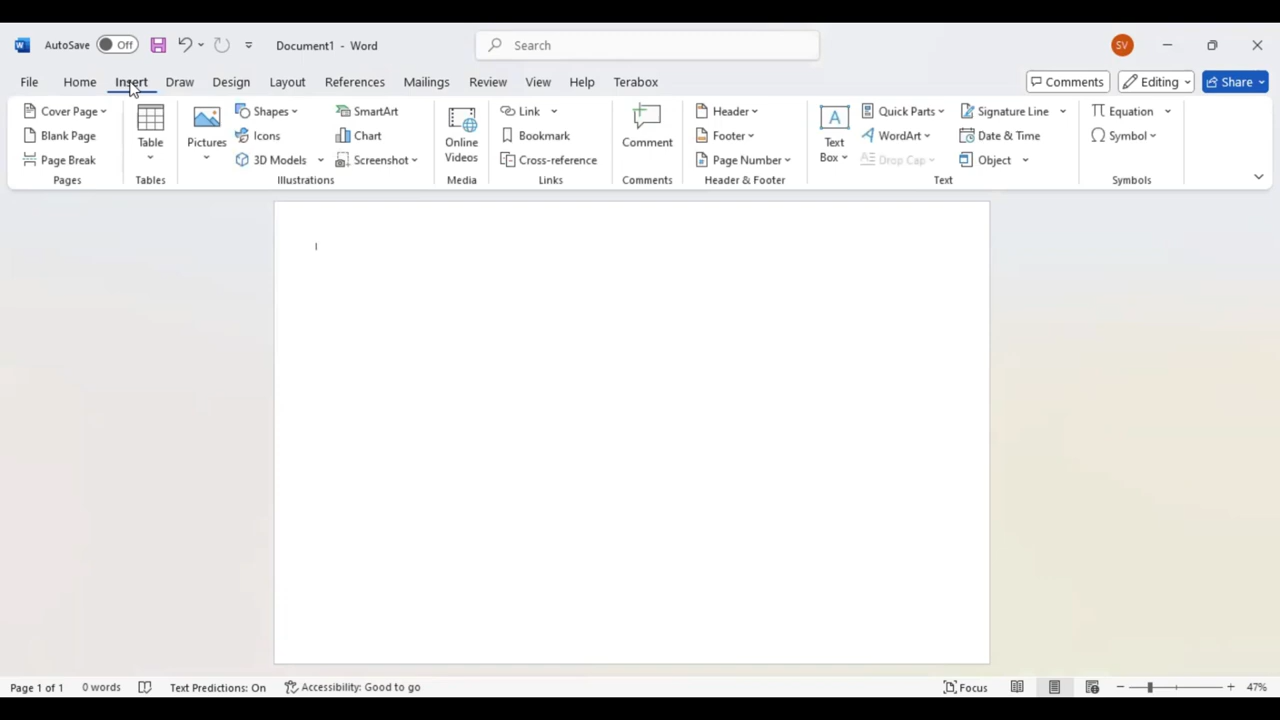 AutoSave Off Document1 - Word Search SV
File Home Insert Draw Design Layout References Mailings Review View Help Terabox Comments Editing Share
Cover Page
Blank Page
Page Break
Pages
Table
Tables
Pictures
Shapes
Icons
3D Models
SmartArt
Chart
Screenshot
Illustrations
Online
Videos
Media
Link
Bookmark
Cross-reference
Links
Comment
Comments
Header
Footer
Page Number
Header & Footer
A
Text
Box
Quick Parts
WordArt
Drop Cap
Signature Line
Date & Time
Object
Text
π Equation
Ω Symbol
Symbols
Page 1 of 1 0 words Text Predictions: On Accessibility: Good to go Focus 47%